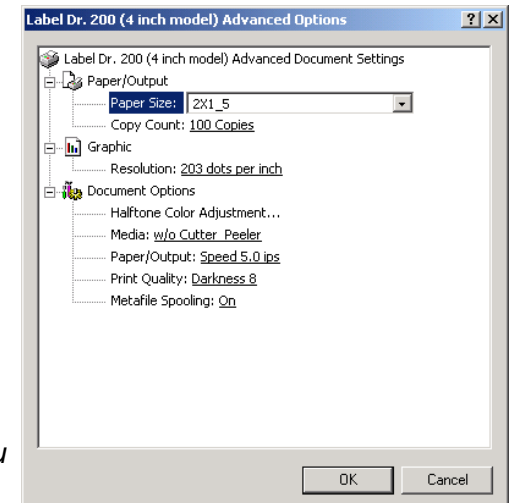 Label Dr. 200 (4 inch model) Advanced Options
Label Dr. 200 (4 inch model) Advanced Document Settings
Paper/Output
Paper Size: 2X1_5
Copy Count: 100 Copies
Graphic
Resolution: 203 dots per inch
Document Options
Halftone Color Adjustment...
Media: w/o Cutter_Peeler
Paper/Output: Speed 5.0 ips
Print Quality: Darkness 8
Metafile Spooling: On
OK Cancel